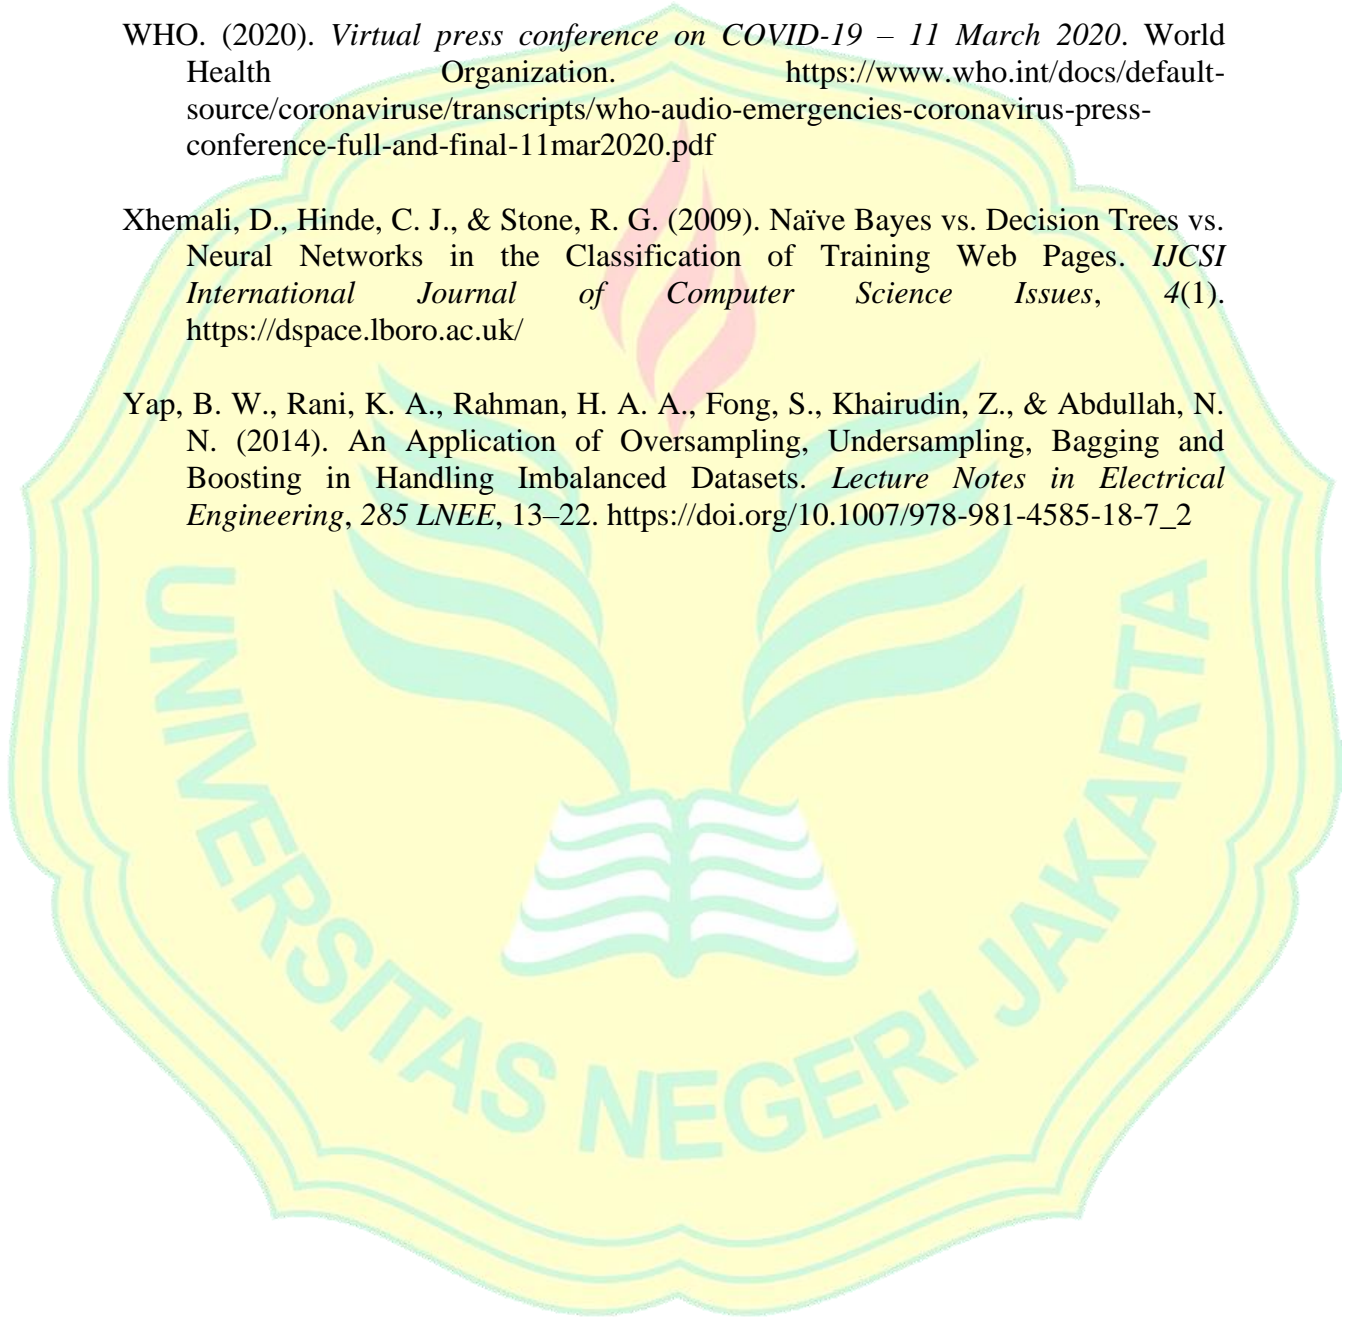 WHO. (2020). Virtual press conference on COVID-19 – 11 March 2020. World
Health Organization. https://www.who.int/docs/default-
source/coronaviruse/transcripts/who-audio-emergencies-coronavirus-press-
conference-full-and-final-11mar2020.pdf
Xhemali, D., Hinde, C. J., & Stone, R. G. (2009). Naïve Bayes vs. Decision Trees vs.
Neural Networks in the Classification of Training Web Pages. IJCSI
International Journal of Computer Science Issues, 4(1).
https://dspace.lboro.ac.uk/
Yap, B. W., Rani, K. A., Rahman, H. A. A., Fong, S., Khairudin, Z., & Abdullah, N.
N. (2014). An Application of Oversampling, Undersampling, Bagging and
Boosting in Handling Imbalanced Datasets. Lecture Notes in Electrical
Engineering, 285 LNEE, 13–22. https://doi.org/10.1007/978-981-4585-18-7_2
UNIVERSITAS NEGERI JAKARTA